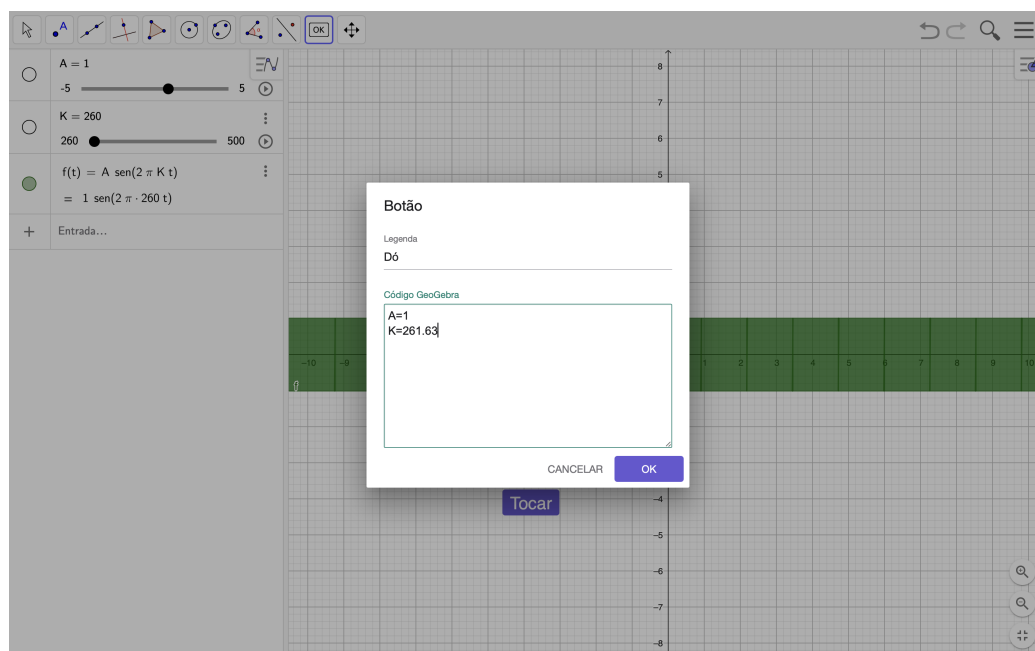 A
OK
A = 1
-5
5
K = 260
260
500
f(t) = A sen(2 π K t)
= 1 sen(2 π · 260 t)
+ Entrada...
8
7
6
5
Botão
Legenda
Dó
Código GeoGebra
A=1
K=261.63
CANCELAR OK
–10 –9 1 2 3 4 5 6 7 8 9 10
f
Tocar
–4
–5
–6
–7
–8